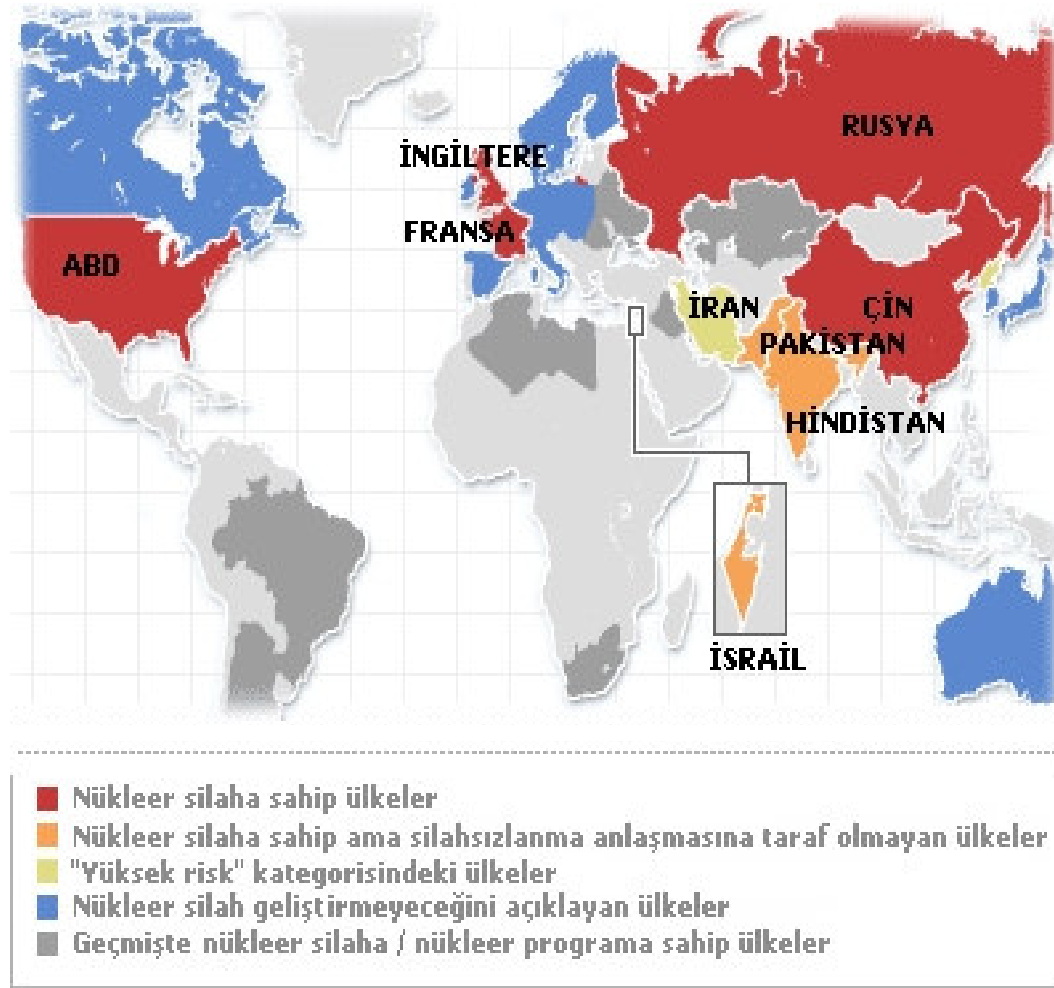 RUSYA
İNGİLTERE
FRANSA
ABD
İRAN
ÇİN
PAKİSTAN
HİNDİSTAN
İSRAİL
Nükleer silaha sahip ülkeler
Nükleer silaha sahip ama silahsızlanma anlaşmasına taraf olmayan ülkeler
"Yüksek risk" kategorisindeki ülkeler
Nükleer silah geliştirmeyeceğini açıklayan ülkeler
Geçmişte nükleer silaha / nükleer programa sahip ülkeler